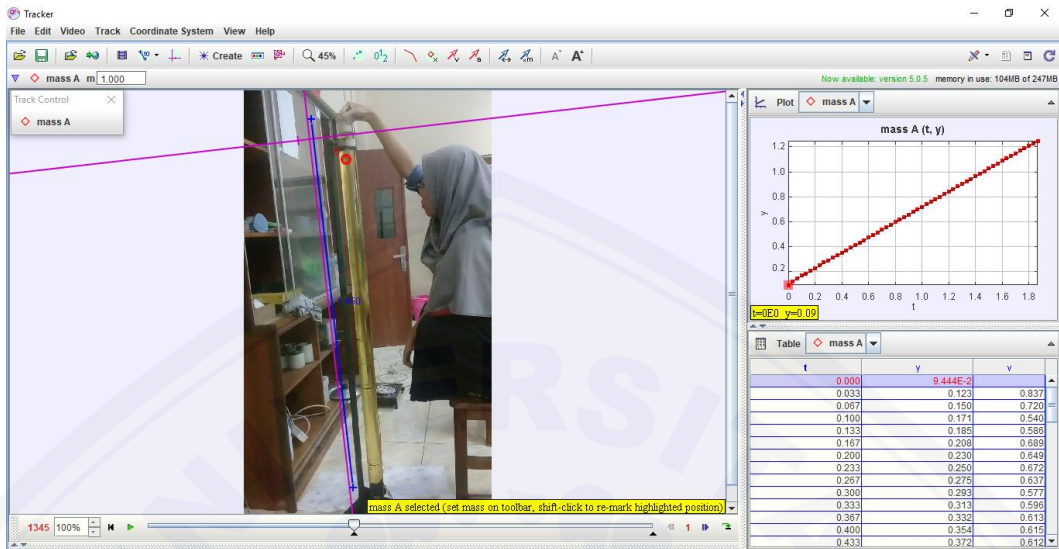 Tracker
File Edit Video Track Coordinate System View Help
Create 45%
mass A m 1.000
Now available: version 5.0.5 memory in use: 104MB of 247MB
Track Control
mass A
mass A selected (set mass on toolbar, shift-click to re-mark highlighted position)
1345 100% 1
Plot mass A
mass A (t, y)
1.2
1.0
0.8
0.6
0.4
0.2
y
0 0.2 0.4 0.6 0.8 1.0 1.2 1.4 1.6 1.8
t
t=0E0 y=0.09
Table mass A
t y v
0.000 9.444E-2
0.033 0.123 0.837
0.067 0.150 0.720
0.100 0.171 0.540
0.133 0.185 0.586
0.167 0.208 0.689
0.200 0.230 0.649
0.233 0.250 0.672
0.267 0.275 0.637
0.300 0.293 0.577
0.333 0.313 0.596
0.367 0.332 0.613
0.400 0.354 0.615
0.433 0.372 0.612